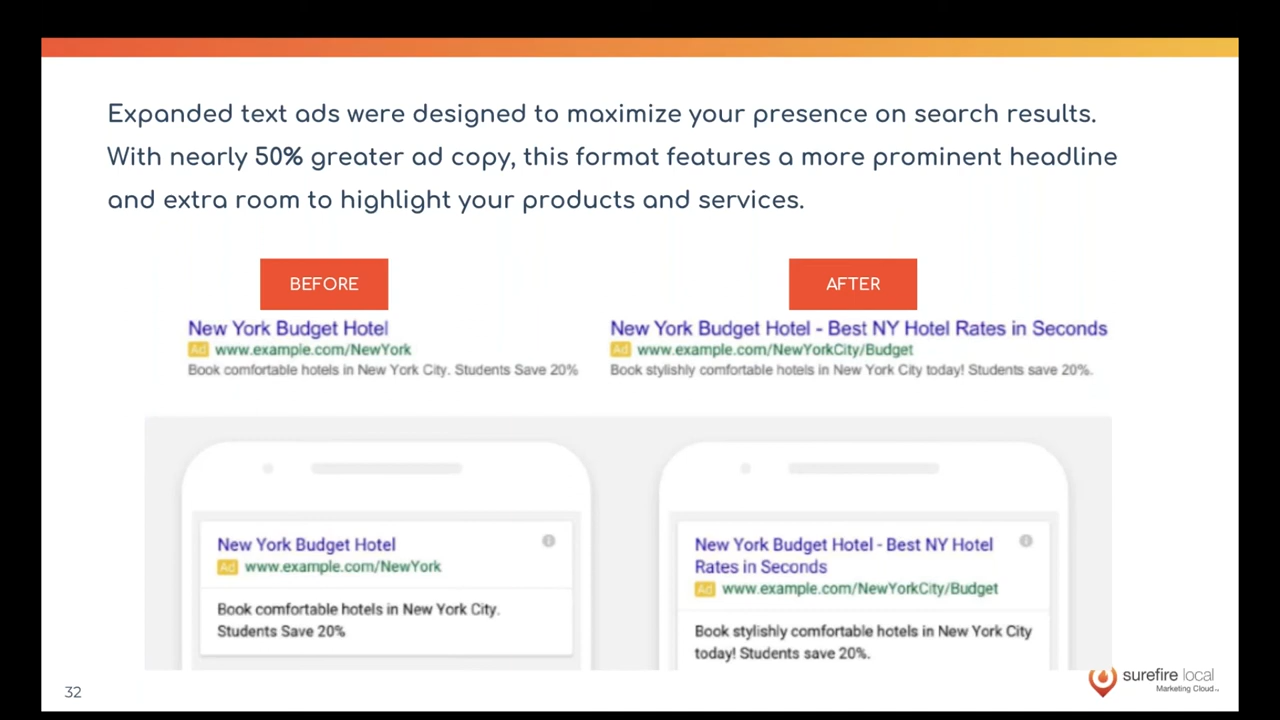 Expanded text ads were designed to maximize your presence on search results.
With nearly 50% greater ad copy, this format features a more prominent headline
and extra room to highlight your products and services.
BEFORE
New York Budget Hotel
Ad www.example.com/NewYork
Book comfortable hotels in New York City. Students Save 20%
AFTER
New York Budget Hotel - Best NY Hotel Rates in Seconds
Ad www.example.com/NewYorkCity/Budget
Book stylishly comfortable hotels in New York City today! Students save 20%.
New York Budget Hotel
Ad www.example.com/NewYork
Book comfortable hotels in New York City.
Students Save 20%
New York Budget Hotel - Best NY Hotel
Rates in Seconds
Ad www.example.com/NewYorkCity/Budget
Book stylishly comfortable hotels in New York City
today! Students save 20%.
32
surefire local
Marketing Cloud™